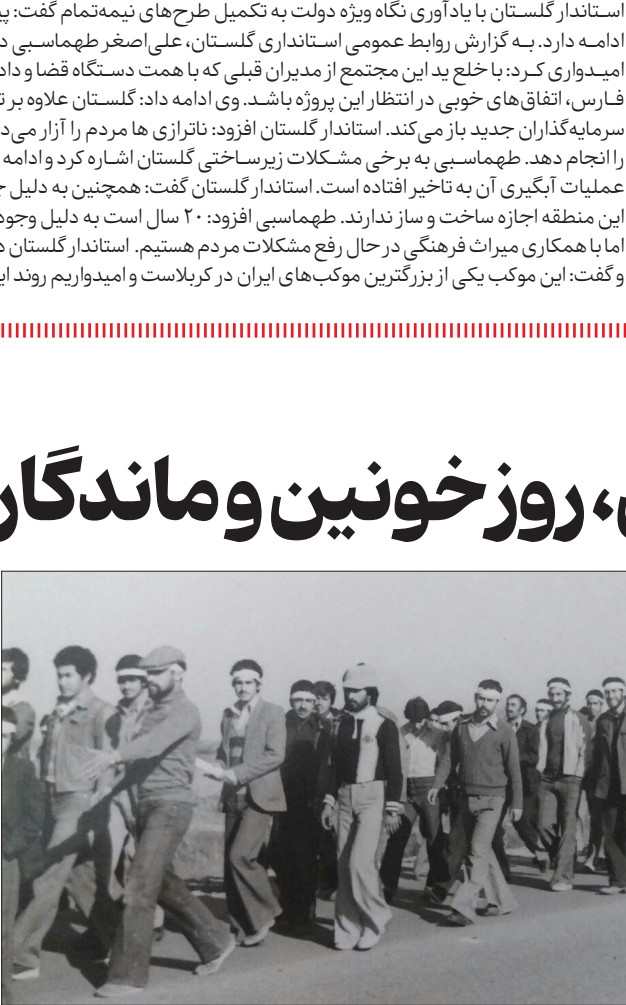 استاندار گلستان با یادآوری نگاه ویژه دولت به تکمیل طرح‌های نیمه‌تمام گفت:
ادامه دارد. به گزارش روابط عمومی استانداری گلستان، علی‌اصغر طهماسبی
امیدواری کرد: با خلع ید این مجتمع از مدیران قبلی که با همت دستگاه قضا و
فارس، اتفاق‌های خوبی در انتظار این پروژه باشد. وی ادامه داد: گلستان علاوه بر
سرمایه‌گذاران جدید باز می‌کند. استاندار گلستان افزود: ناترازی ها مردم را آزار
را انجام دهد. طهماسبی به برخی مشکلات زیرساختی گلستان اشاره کرد و ادامه
عملیات آبگیری آن به تاخیر افتاده است. استاندار گلستان گفت: همچنین به دلیل
این منطقه اجازه ساخت و ساز ندارند. طهماسبی افزود: ۲۰ سال است به دلیل وجود
اما با همکاری میراث فرهنگی در حال رفع مشکلات مردم هستیم. استاندار گلستان
و گفت: این موکب یکی از بزرگترین موکب‌های ایران در کربلاست و امیدواریم روند
، روز خونین و ماندگار